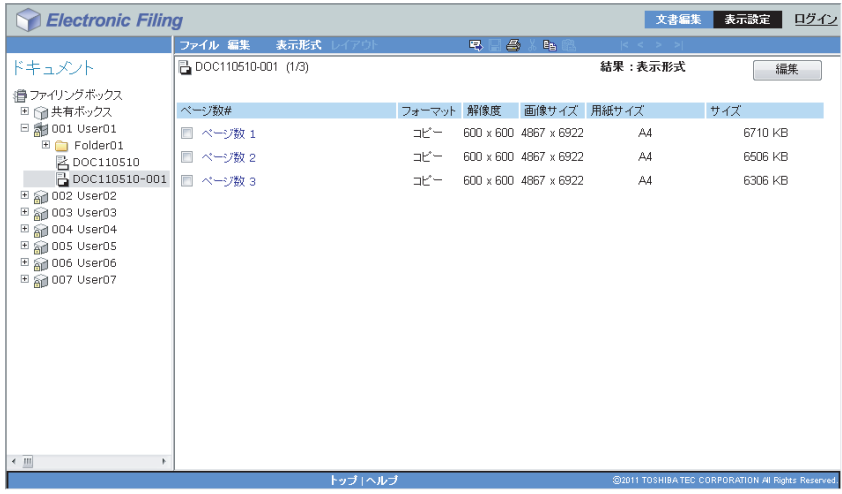 Electronic Filing
文書編集 表示設定 ログイン
ファイル 編集 表示形式 レイアウト |< < > >|
ドキュメント
DOC110510-001 (1/3) 結果：表示形式 編集
ファイリングボックス
共有ボックス
001 User01
Folder01
DOC110510
DOC110510-001
002 User02
003 User03
004 User04
005 User05
006 User06
007 User07
ページ数# フォーマット 解像度 画像サイズ 用紙サイズ サイズ
ページ数 1 コピー 600 x 600 4867 x 6922 A4 6710 KB
ページ数 2 コピー 600 x 600 4867 x 6922 A4 6506 KB
ページ数 3 コピー 600 x 600 4867 x 6922 A4 6306 KB
トップ | ヘルプ ©2011 TOSHIBA TEC CORPORATION All Rights Reserved.